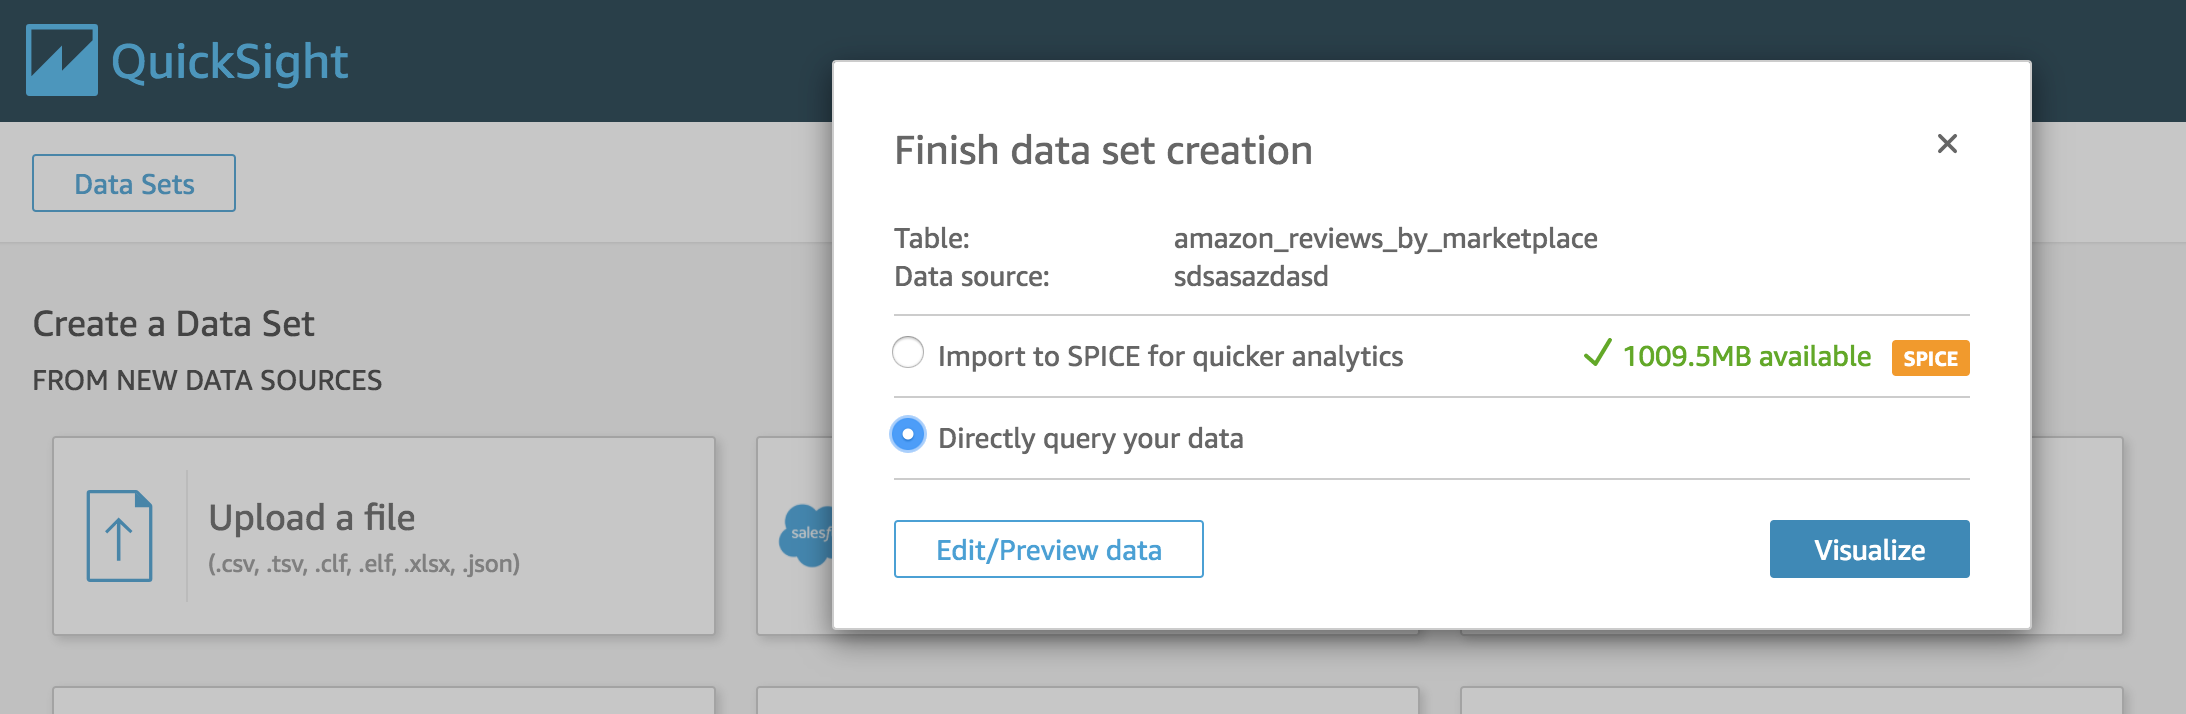 QuickSight
Data Sets
Create a Data Set
FROM NEW DATA SOURCES
Upload a file
(.csv, .tsv, .clf, .elf, .xlsx, .json)
Finish data set creation
Table: amazon_reviews_by_marketplace
Data source: sdsasazdasd
Import to SPICE for quicker analytics 1009.5MB available SPICE
Directly query your data
Edit/Preview data Visualize